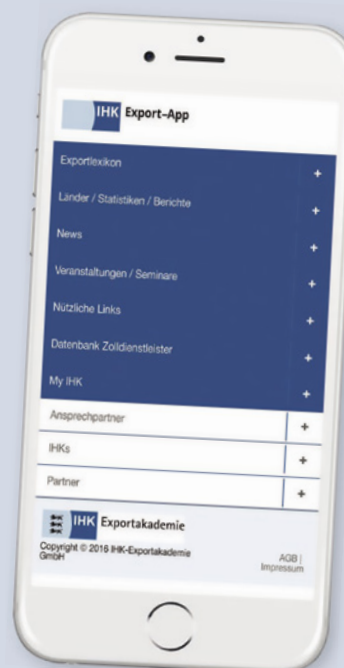 IHK Export-App
Exportlexikon +
Länder / Statistiken / Berichte +
News +
Veranstaltungen / Seminare +
Nützliche Links +
Datenbank Zolldienstleister +
My IHK +
Ansprechpartner +
IHKs +
Partner +
IHK Exportakademie
Copyright © 2016 IHK-Exportakademie
GmbH
AGB |
Impressum